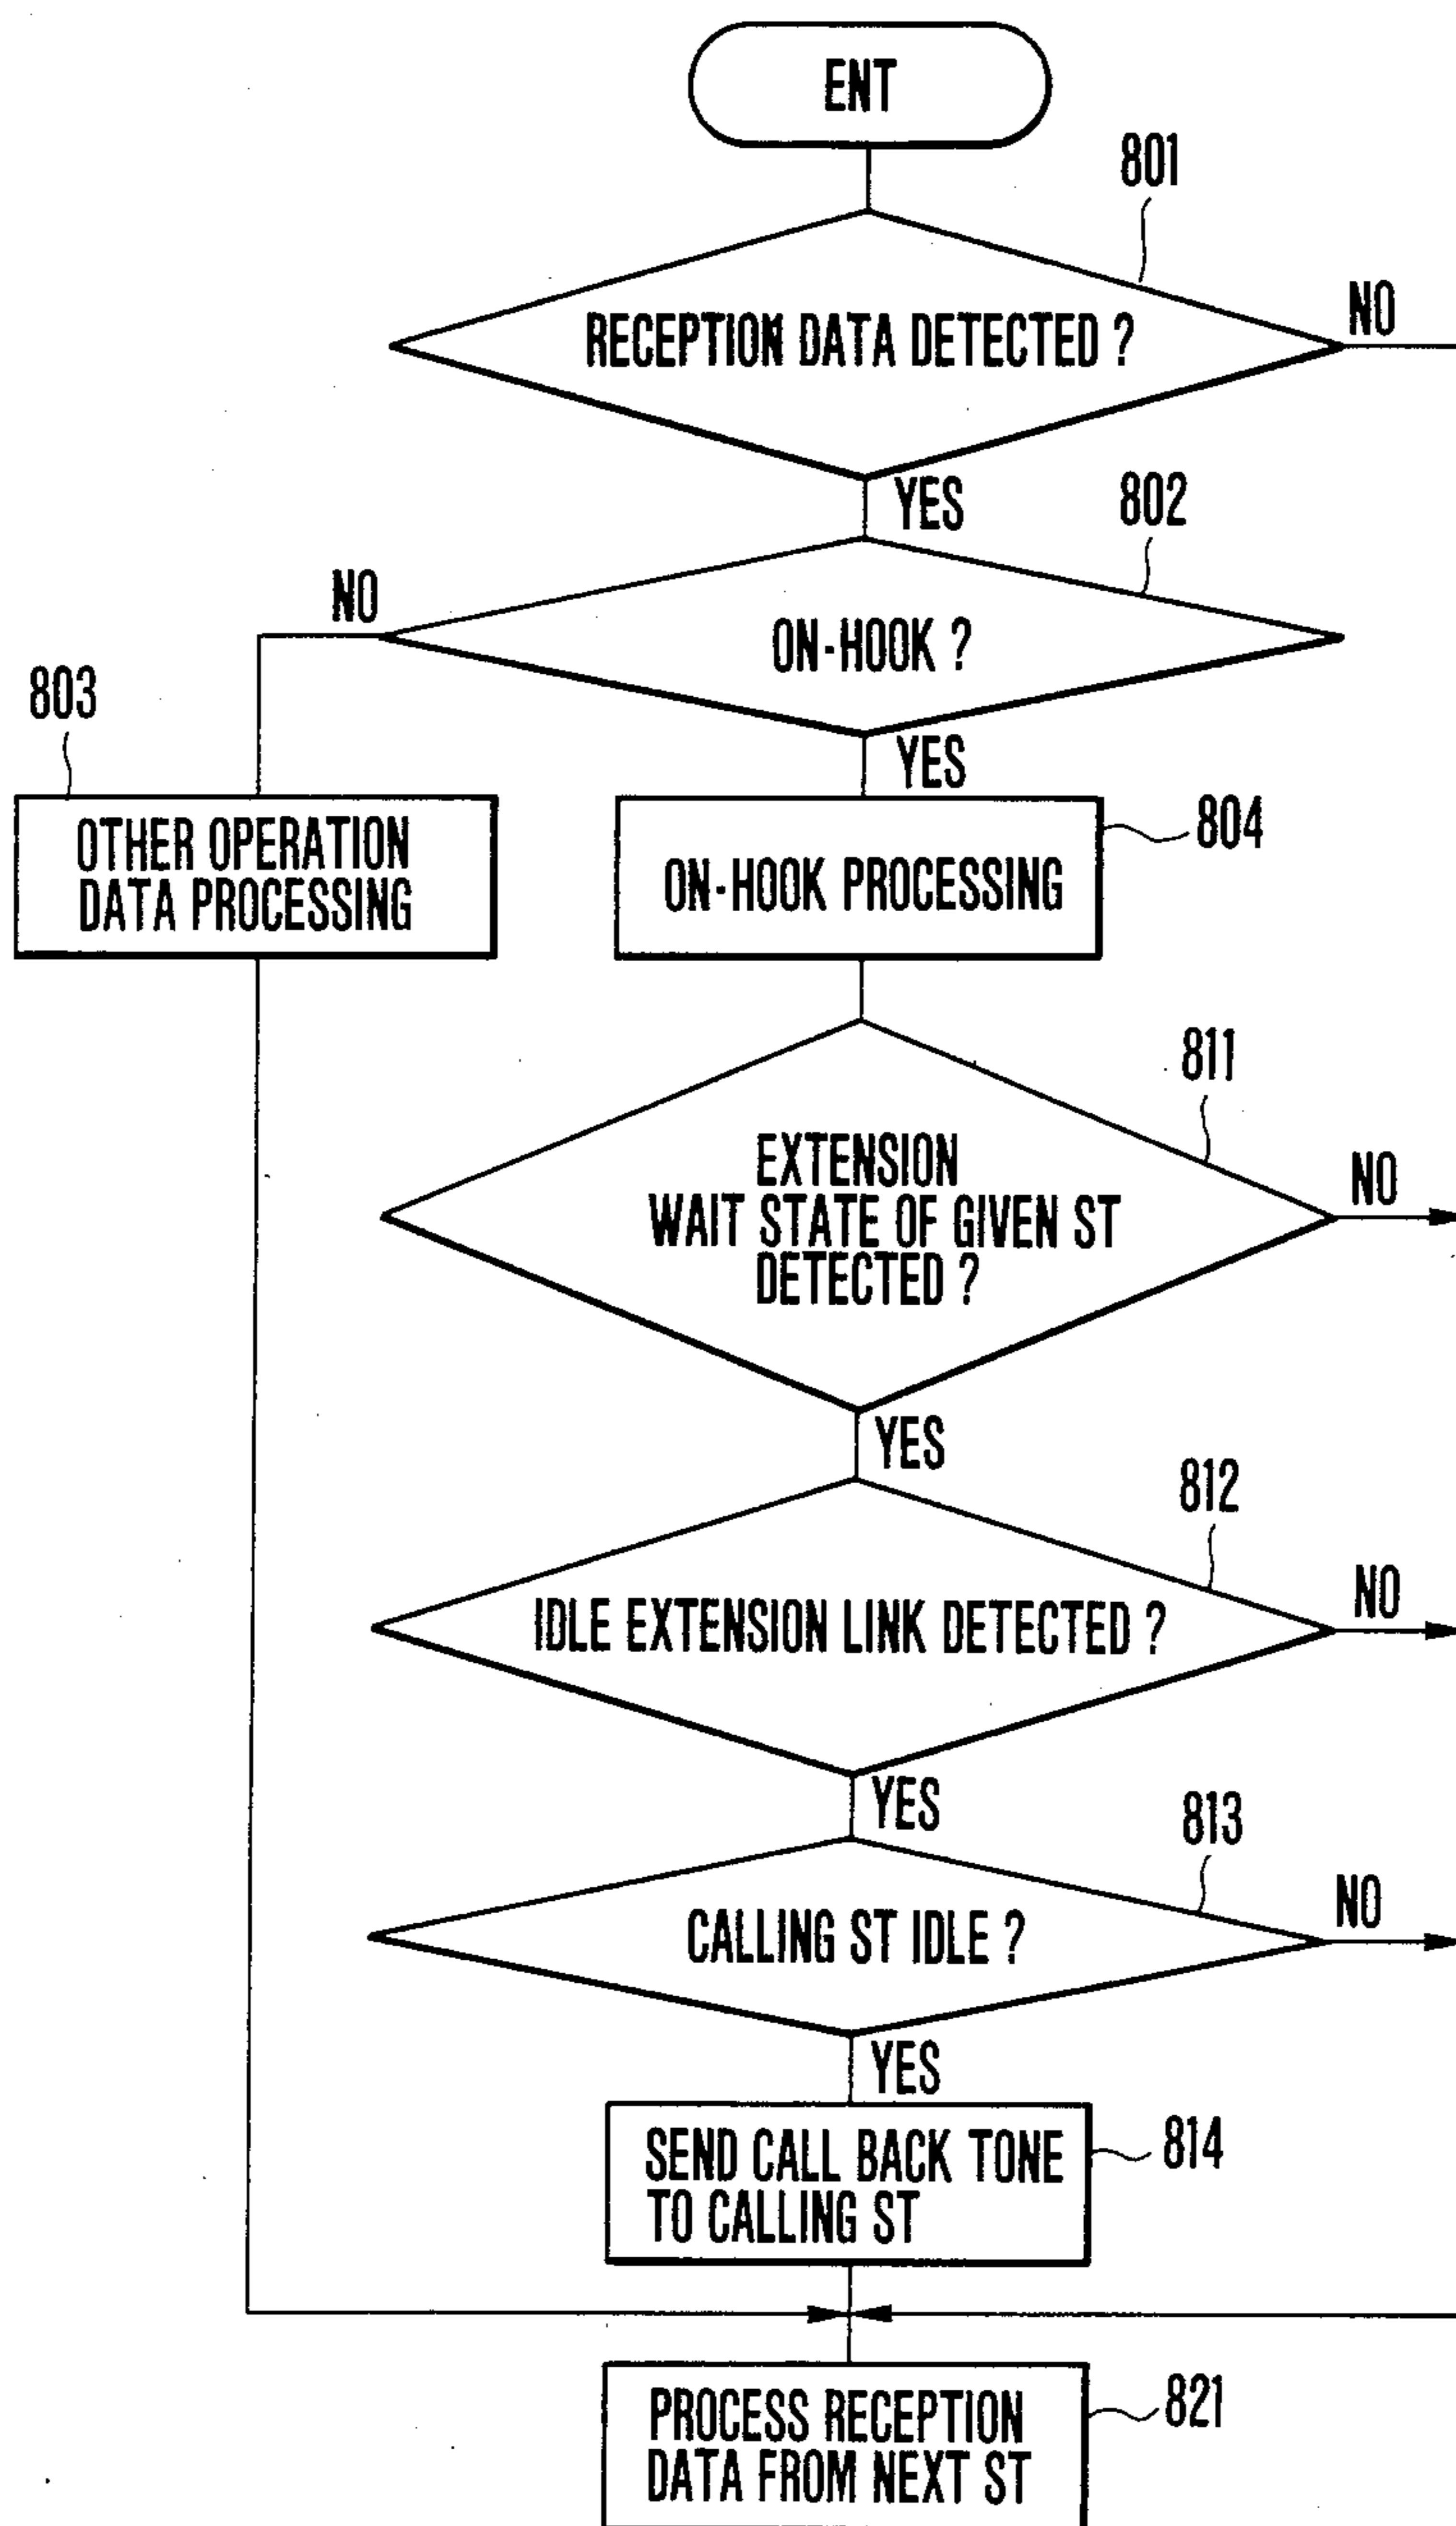 ENT
801
RECEPTION DATA DETECTED ?
NO
YES
802
NO
ON-HOOK ?
803
YES
OTHER OPERATION
DATA PROCESSING
804
ON-HOOK PROCESSING
811
EXTENSION
WAIT STATE OF GIVEN ST
DETECTED ?
NO
YES
812
IDLE EXTENSION LINK DETECTED ?
NO
YES
813
CALLING ST IDLE ?
NO
YES
SEND CALL BACK TONE
TO CALLING ST
814
PROCESS RECEPTION
DATA FROM NEXT ST
821